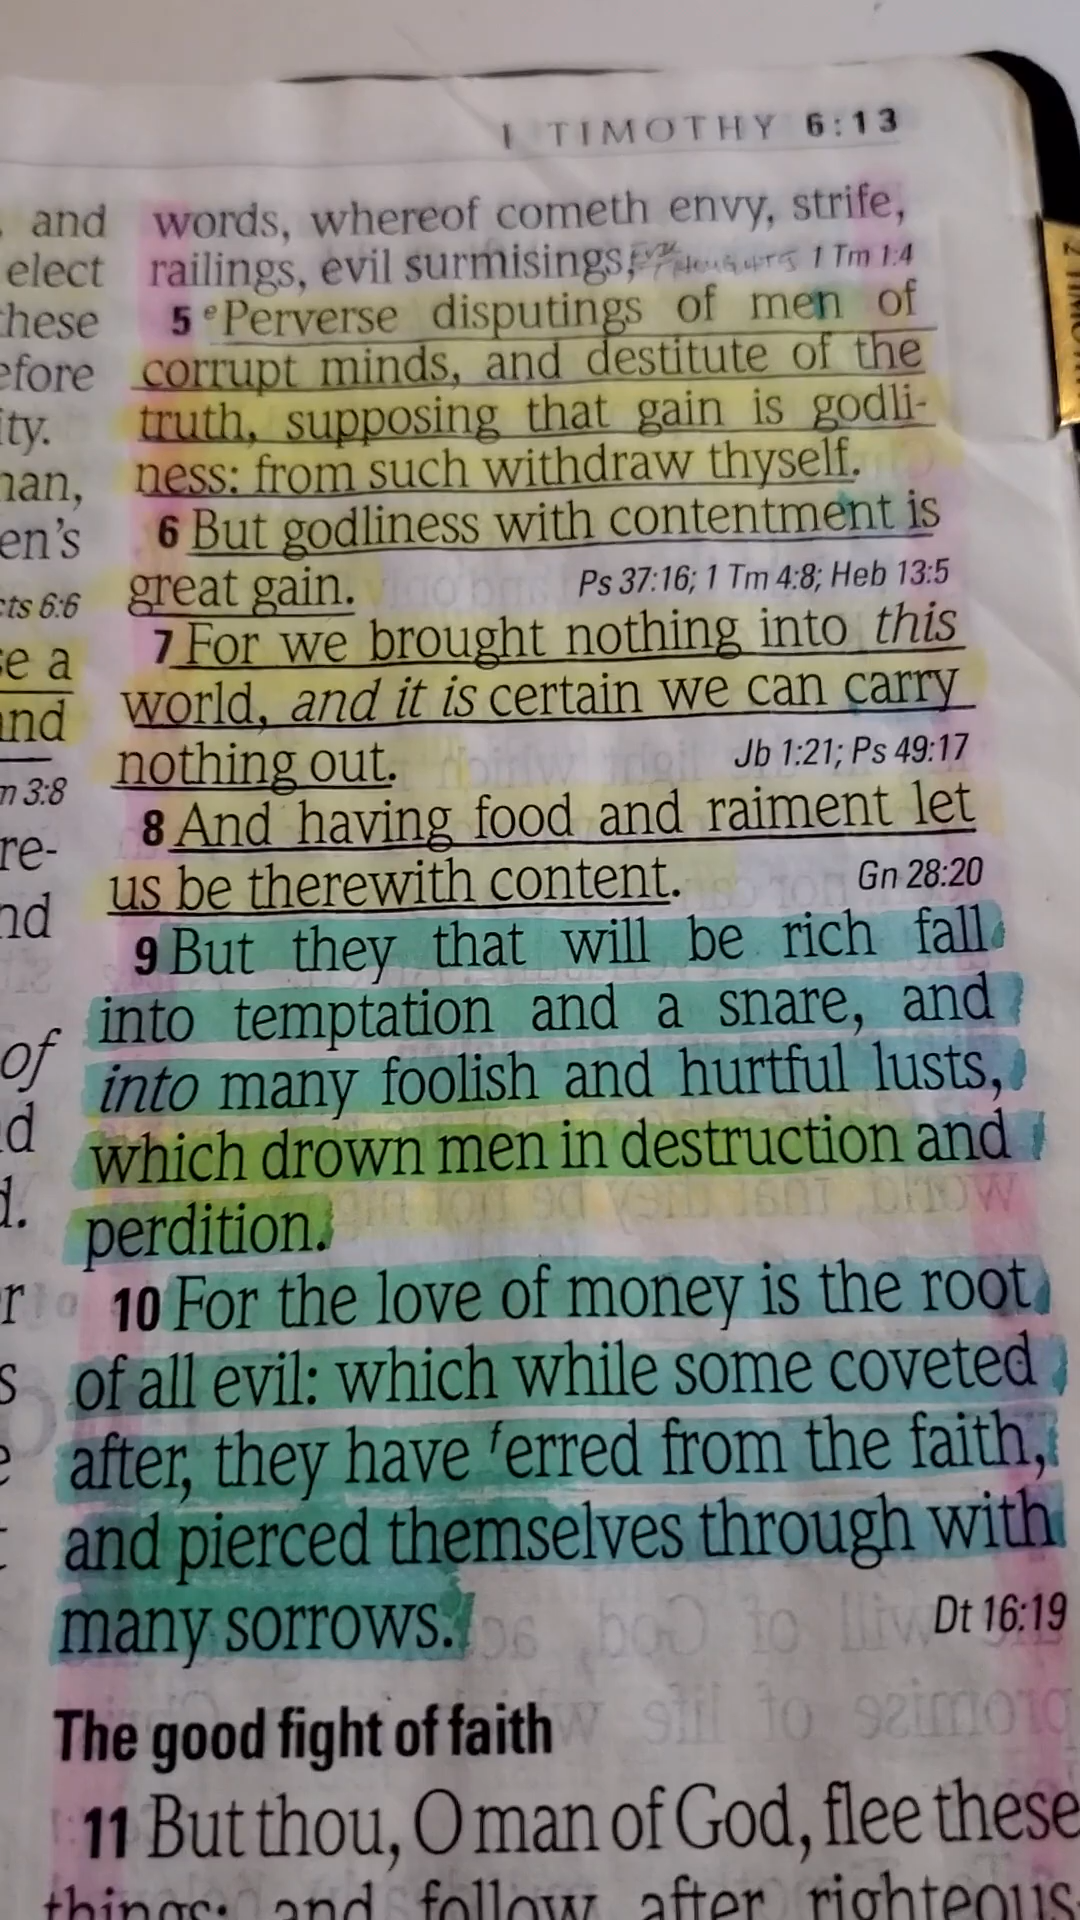 I TIMOTHY 6:13
and
elect
these
efore
ity.
man,
en's
cts 6:6
se a
and
m 3:8
re-
nd
of
d
d.
r
s
e
words, whereof cometh envy, strife,
railings, evil surmisings, 1 Tm 1:4
5 e Perverse disputings of men of
corrupt minds, and destitute of the
truth, supposing that gain is godli-
ness: from such withdraw thyself.
6 But godliness with contentment is
great gain. Ps 37:16; 1 Tm 4:8; Heb 13:5
7 For we brought nothing into this
world, and it is certain we can carry
nothing out. Jb 1:21; Ps 49:17
8 And having food and raiment let
us be therewith content. Gn 28:20
9 But they that will be rich fall
into temptation and a snare, and
into many foolish and hurtful lusts,
which drown men in destruction and
perdition.
10 For the love of money is the root
of all evil: which while some coveted
after, they have f erred from the faith,
and pierced themselves through with
many sorrows. Dt 16:19
The good fight of faith
11 But thou, O man of God, flee these
things; and follow after righteous-
2 TIMOTHY